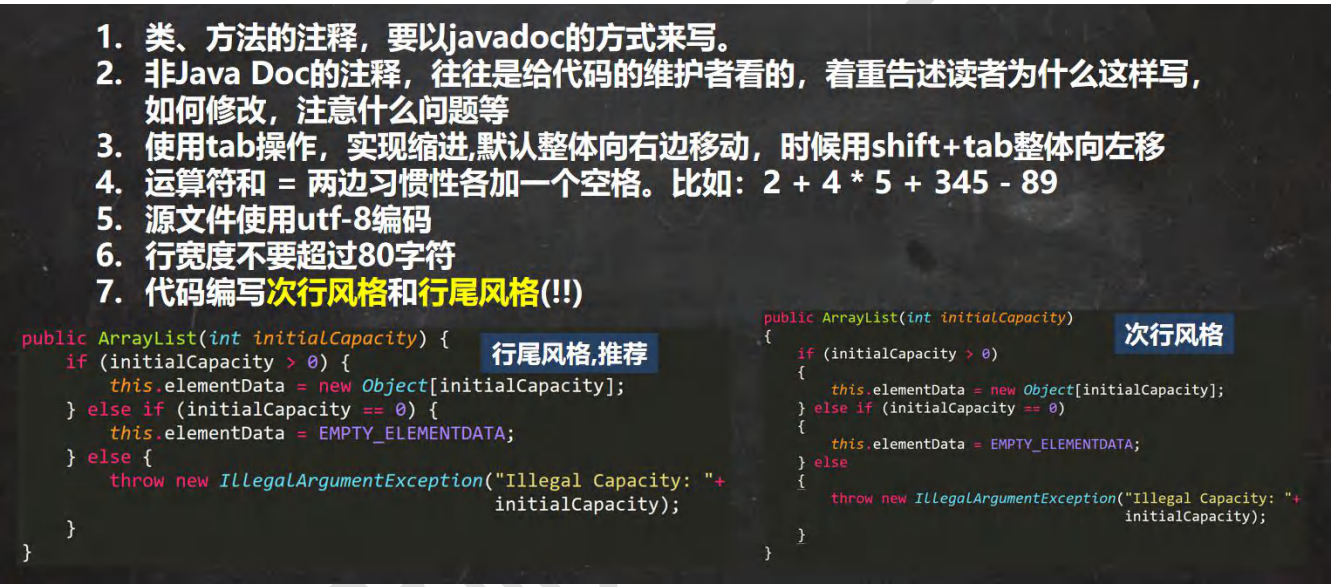 1. 类、方法的注释，要以javadoc的方式来写。
2. 非Java Doc的注释，往往是给代码的维护者看的，着重告述读者为什么这样写，
如何修改，注意什么问题等
3. 使用tab操作，实现缩进,默认整体向右边移动，时候用shift+tab整体向左移
4. 运算符和 = 两边习惯性各加一个空格。比如：2 + 4 * 5 + 345 - 89
5. 源文件使用utf-8编码
6. 行宽度不要超过80字符
7. 代码编写次行风格和行尾风格(!!)
public ArrayList(int initialCapacity) {
    if (initialCapacity > 0) {
        this.elementData = new Object[initialCapacity];
    } else if (initialCapacity == 0) {
        this.elementData = EMPTY_ELEMENTDATA;
    } else {
        throw new IllegalArgumentException("Illegal Capacity: "+
                                           initialCapacity);
    }
}
行尾风格,推荐
public ArrayList(int initialCapacity)
{
    if (initialCapacity > 0)
    {
        this.elementData = new Object[initialCapacity];
    } else if (initialCapacity == 0)
    {
        this.elementData = EMPTY_ELEMENTDATA;
    } else
    {
        throw new IllegalArgumentException("Illegal Capacity: "+
                                           initialCapacity);
    }
}
次行风格